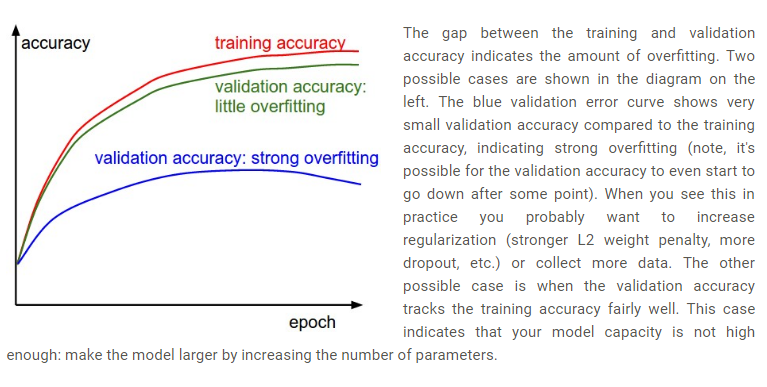 accuracy
training accuracy
validation accuracy:
little overfitting
validation accuracy: strong overfitting
epoch
The gap between the training and validation
accuracy indicates the amount of overfitting. Two
possible cases are shown in the diagram on the
left. The blue validation error curve shows very
small validation accuracy compared to the training
accuracy, indicating strong overfitting (note, it's
possible for the validation accuracy to even start to
go down after some point). When you see this in
practice you probably want to increase
regularization (stronger L2 weight penalty, more
dropout, etc.) or collect more data. The other
possible case is when the validation accuracy
tracks the training accuracy fairly well. This case
indicates that your model capacity is not high
enough: make the model larger by increasing the number of parameters.